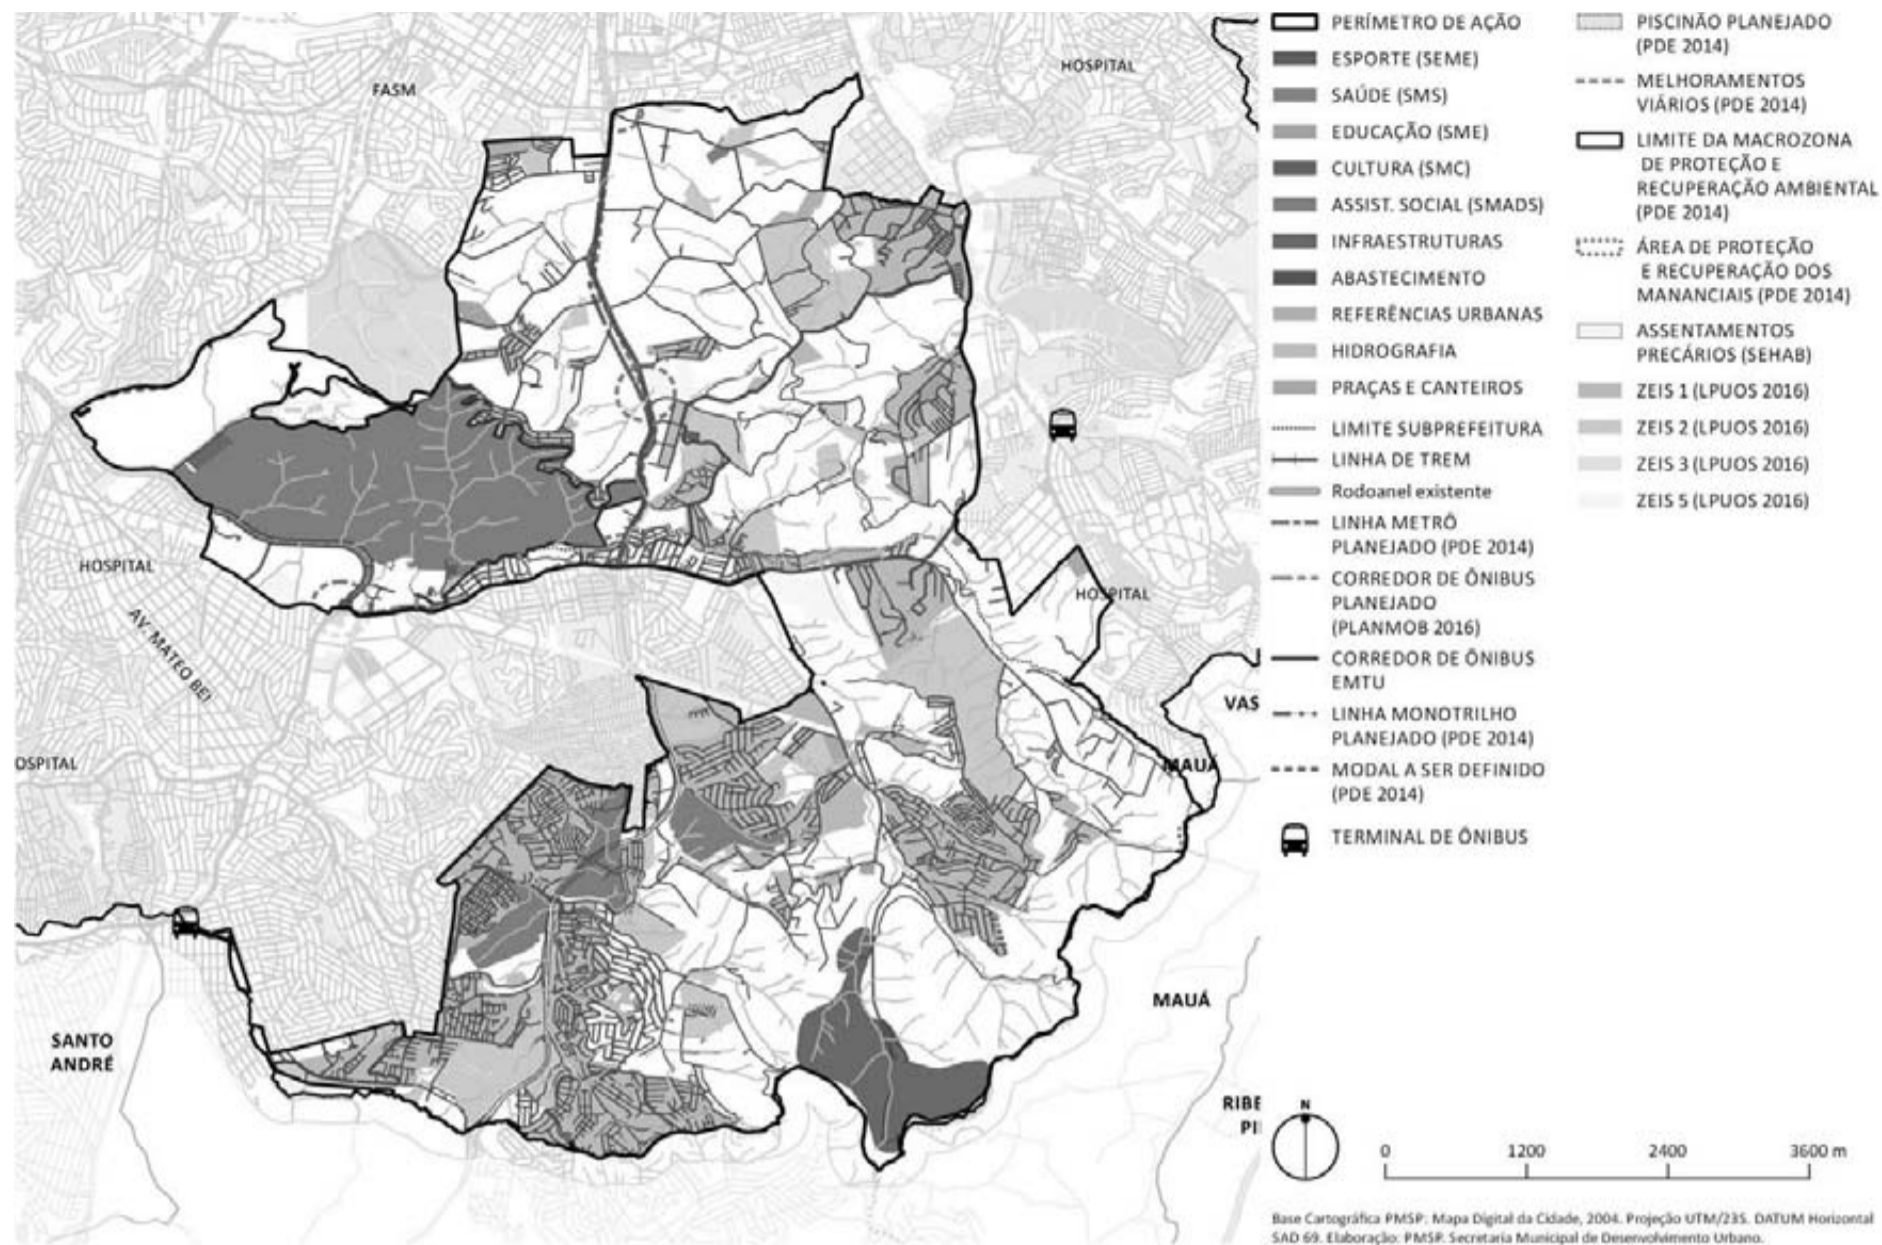 FASM
HOSPITAL
HOSPITAL
AV. MATEO BEI
HOSPITAL
OSPITAL
VAS
MAUÁ
MAUÁ
SANTO
ANDRÉ
RIBE
PI
PERÍMETRO DE AÇÃO
ESPORTE (SEME)
SAÚDE (SMS)
EDUCAÇÃO (SME)
CULTURA (SMC)
ASSIST. SOCIAL (SMADS)
INFRAESTRUTURAS
ABASTECIMENTO
REFERÊNCIAS URBANAS
HIDROGRAFIA
PRAÇAS E CANTEIROS
LIMITE SUBPREFEITURA
LINHA DE TREM
Rodoanel existente
LINHA METRÔ
PLANEJADO (PDE 2014)
CORREDOR DE ÔNIBUS
PLANEJADO
(PLANMOB 2016)
CORREDOR DE ÔNIBUS
EMTU
LINHA MONOTRILHO
PLANEJADO (PDE 2014)
MODAL A SER DEFINIDO
(PDE 2014)
TERMINAL DE ÔNIBUS
PISCINÃO PLANEJADO
(PDE 2014)
MELHORAMENTOS
VIÁRIOS (PDE 2014)
LIMITE DA MACROZONA
DE PROTEÇÃO E
RECUPERAÇÃO AMBIENTAL
(PDE 2014)
ÁREA DE PROTEÇÃO
E RECUPERAÇÃO DOS
MANANCIAIS (PDE 2014)
ASSENTAMENTOS
PRECÁRIOS (SEHAB)
ZEIS 1 (LPUOS 2016)
ZEIS 2 (LPUOS 2016)
ZEIS 3 (LPUOS 2016)
ZEIS 5 (LPUOS 2016)
N
0 1200 2400 3600 m
Base Cartográfica PMSP: Mapa Digital da Cidade, 2004. Projeção UTM/23S. DATUM Horizontal
SAD 69. Elaboração: PMSP. Secretaria Municipal de Desenvolvimento Urbano.